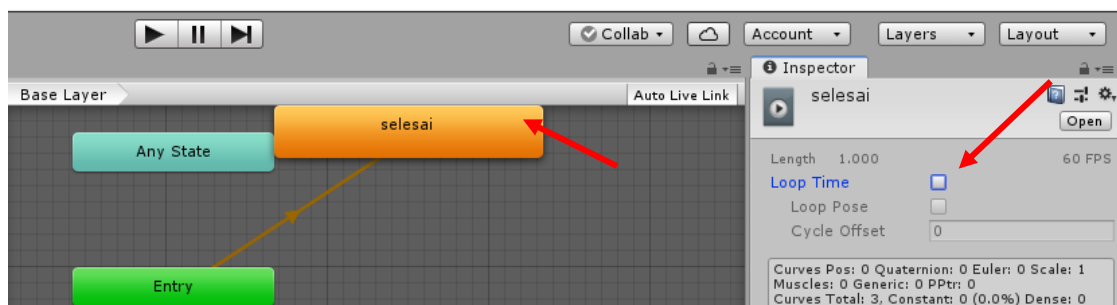 Collab
Account
Layers
Layout
Inspector
Base Layer
Auto Live Link
selesai
Any State
Entry
selesai
Open
Length 1.000 60 FPS
Loop Time
Loop Pose
Cycle Offset 0
Curves Pos: 0 Quaternion: 0 Euler: 0 Scale: 1
Muscles: 0 Generic: 0 PPtr: 0
Curves Total: 3, Constant: 0 (0.0%) Dense: 0